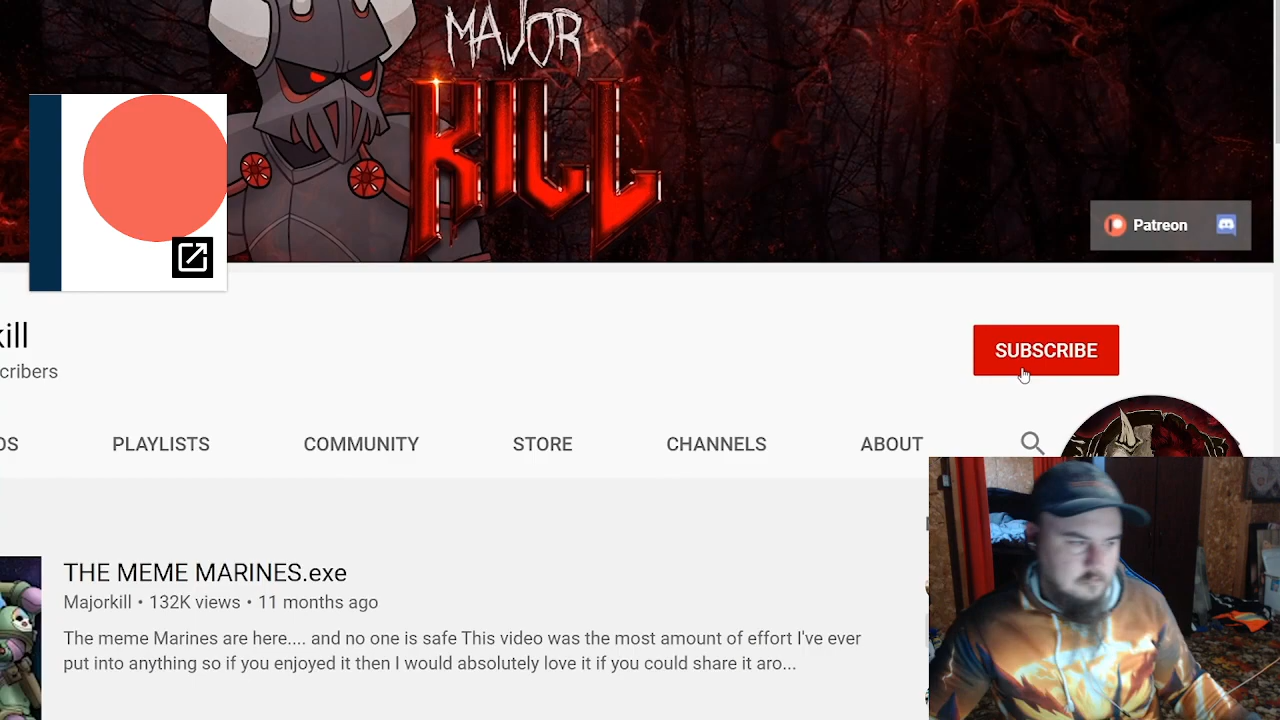 MAJOR
KILL
Patreon
kill
cribers
SUBSCRIBE
OS
PLAYLISTS
COMMUNITY
STORE
CHANNELS
ABOUT
THE MEME MARINES.exe
Majorkill • 132K views • 11 months ago
The meme Marines are here.... and no one is safe This video was the most amount of effort I've ever
put into anything so if you enjoyed it then I would absolutely love it if you could share it aro...